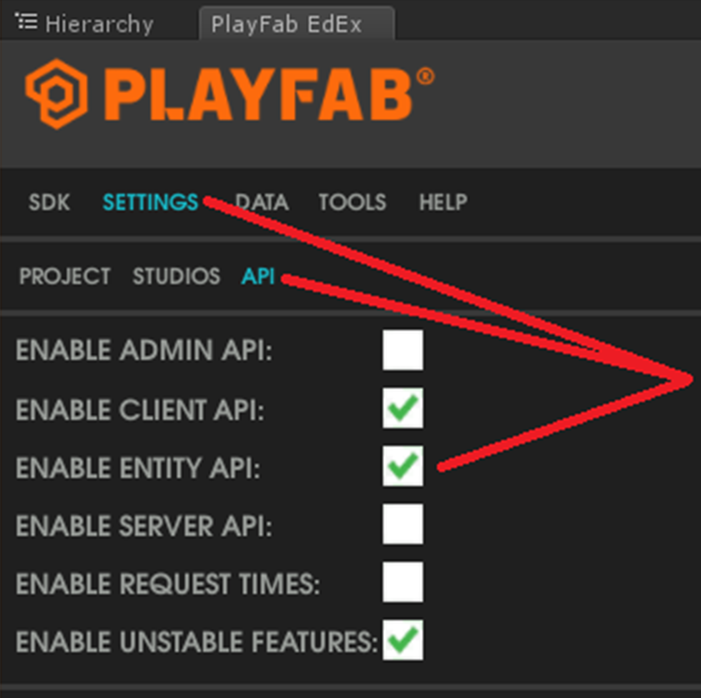 Hierarchy PlayFab EdEx
PLAYFAB®
SDK SETTINGS DATA TOOLS HELP
PROJECT STUDIOS API
ENABLE ADMIN API:
ENABLE CLIENT API:
ENABLE ENTITY API:
ENABLE SERVER API:
ENABLE REQUEST TIMES:
ENABLE UNSTABLE FEATURES: